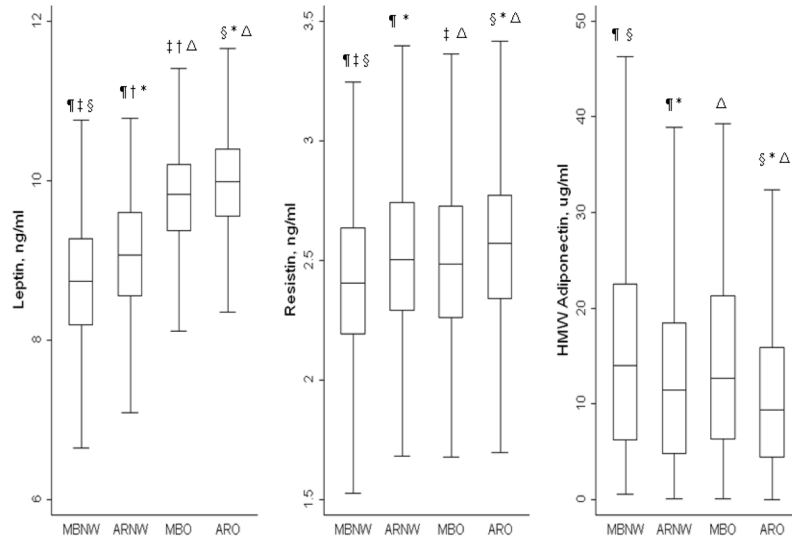 Leptin, ng/ml
12
10
8
6
¶‡§
¶†*
‡†Δ
§*Δ
MBNW ARNW MBO ARO
Resistin, ng/ml
3.5
3
2.5
2
1.5
¶‡§
¶*
‡Δ
§*Δ
MBNW ARNW MBO ARO
HMW Adiponectin, ug/ml
50
40
30
20
10
0
¶§
¶*
Δ
§*Δ
MBNW ARNW MBO ARO